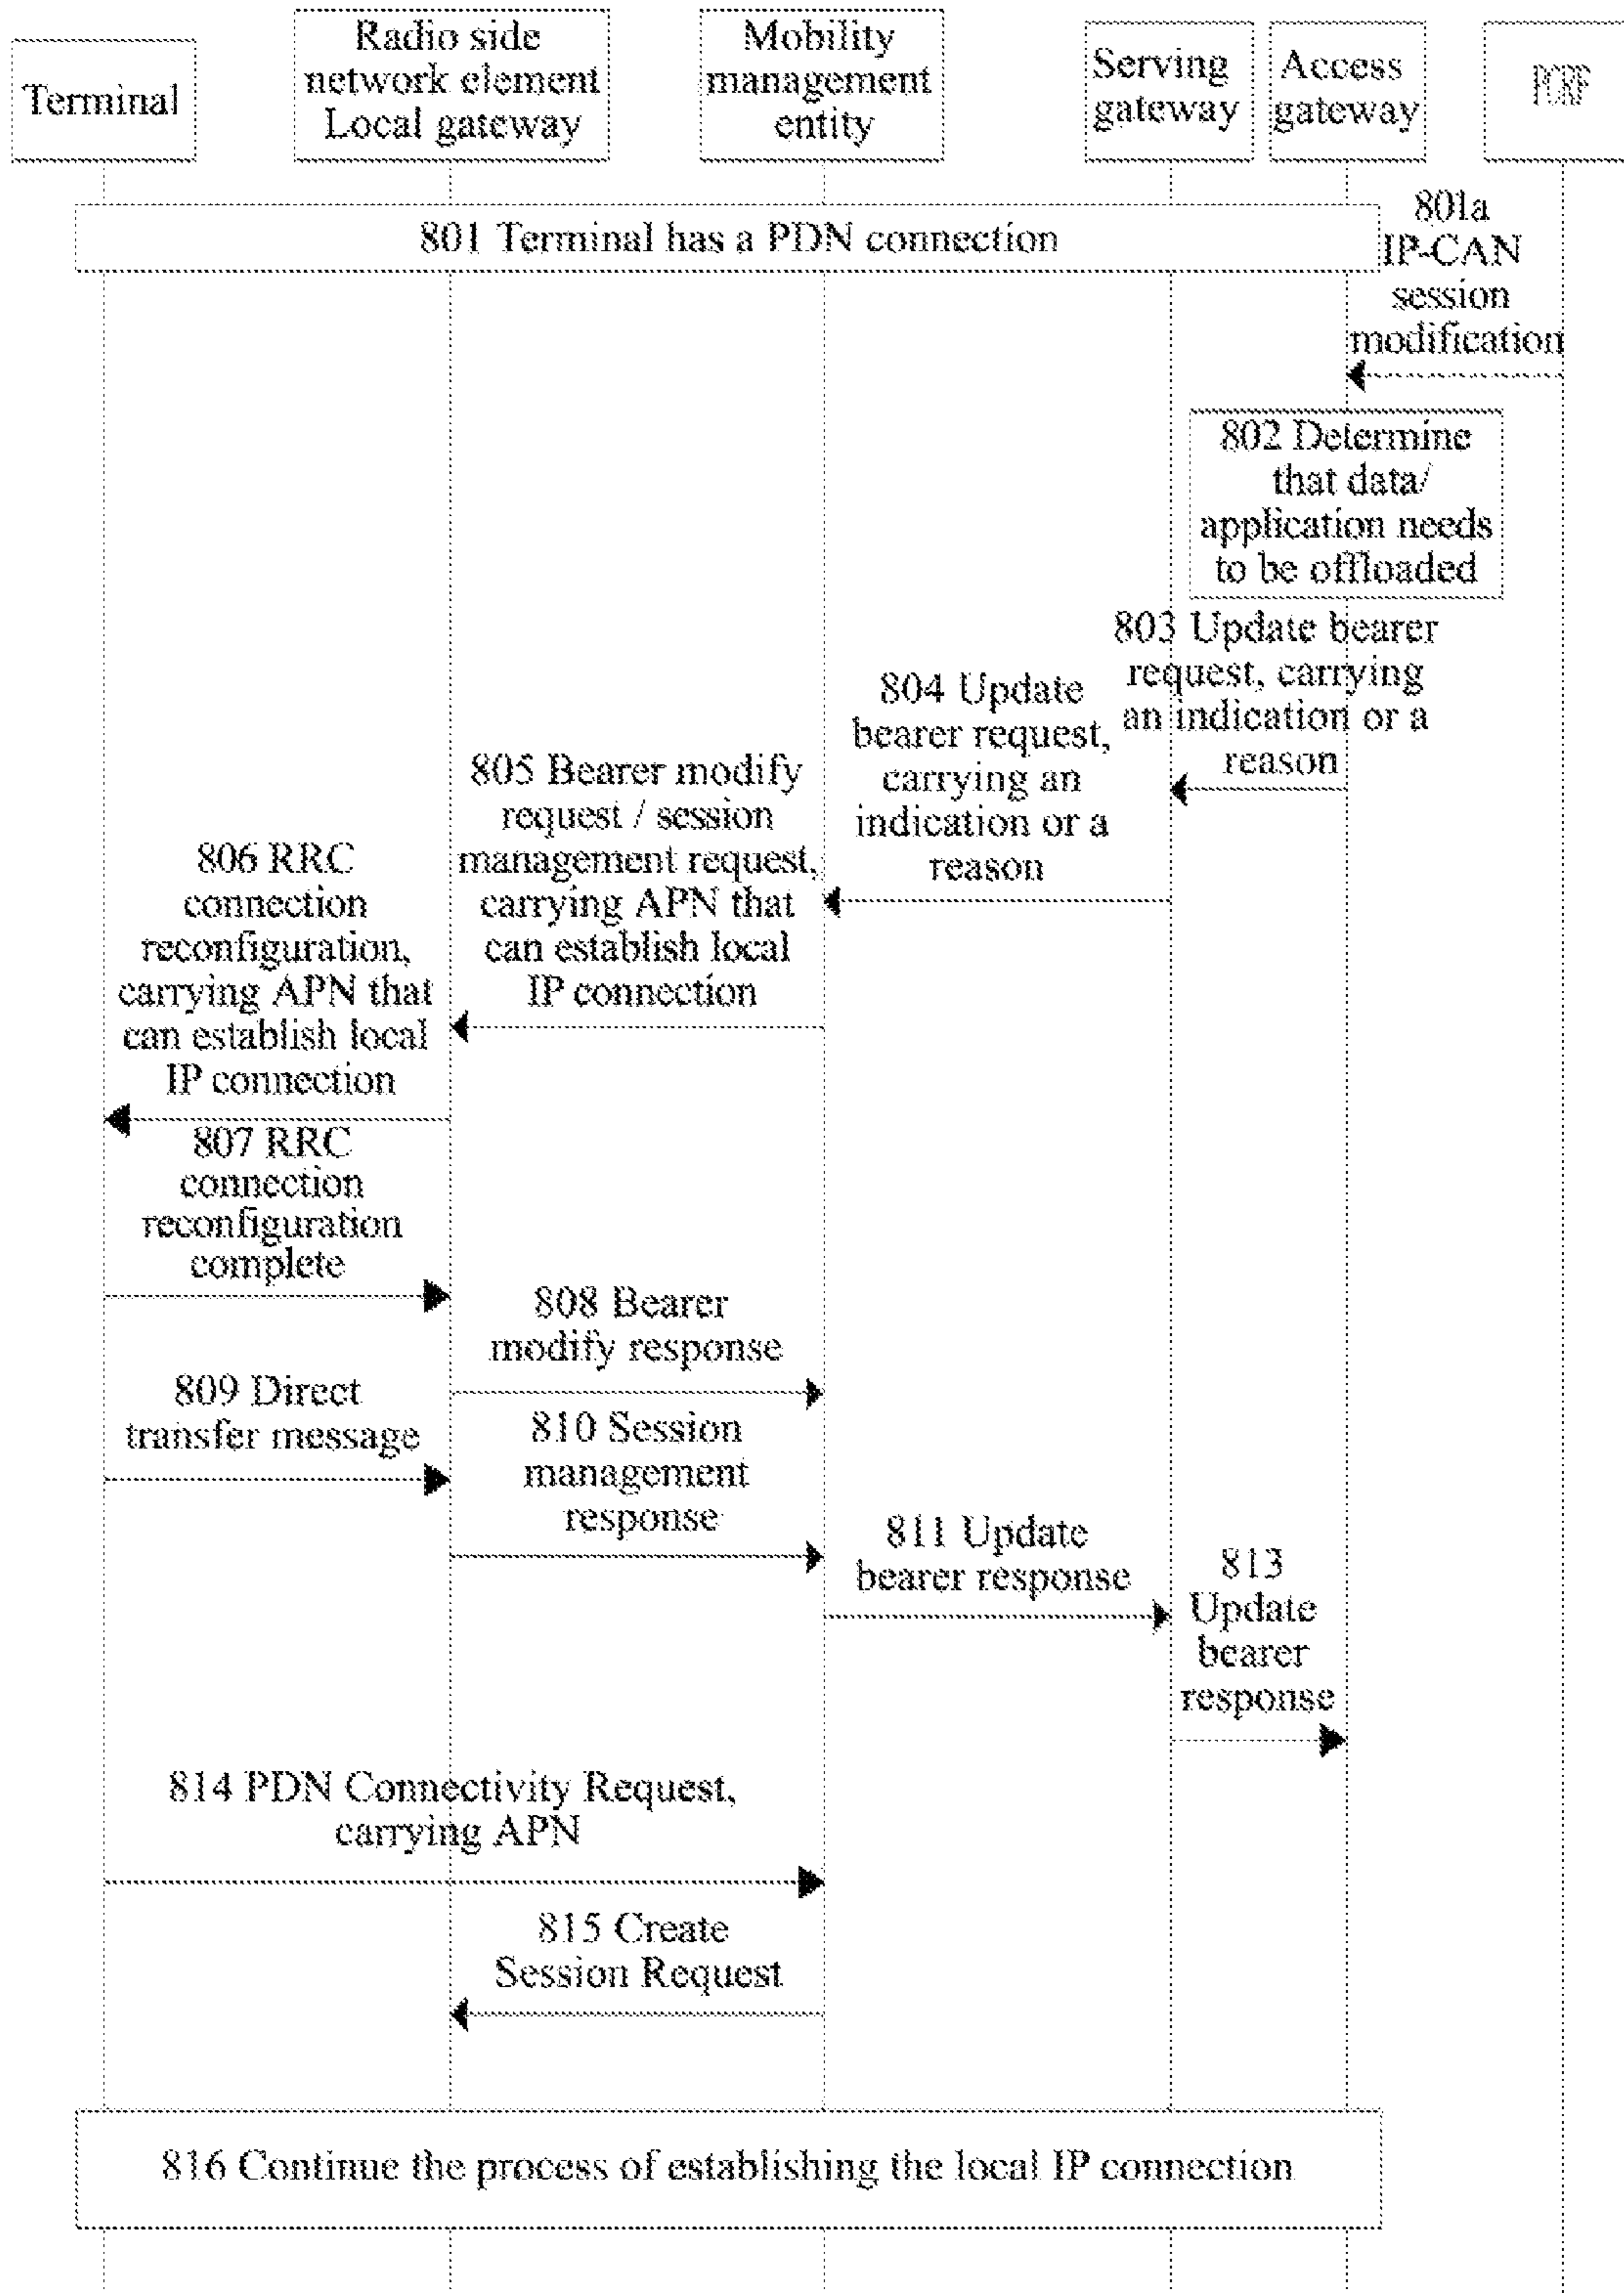 Terminal
Radio side
network element
Local gateway
Mobility
management
entity
Serving
gateway
Access
gateway
PCRF
801 Terminal has a PDN connection
801a
IP-CAN
session
modification
802 Determine
that data/
application needs
to be offloaded
803 Update bearer
request, carrying
an indication or a
reason
804 Update
bearer request,
carrying an
indication or a
reason
805 Bearer modify
request / session
management request,
carrying APN that
can establish local
IP connection
806 RRC
connection
reconfiguration,
carrying APN that
can establish local
IP connection
807 RRC
connection
reconfiguration
complete
808 Bearer
modify response
809 Direct
transfer message
810 Session
management
response
811 Update
bearer response
813
Update
bearer
response
814 PDN Connectivity Request,
carrying APN
815 Create
Session Request
816 Continue the process of establishing the local IP connection